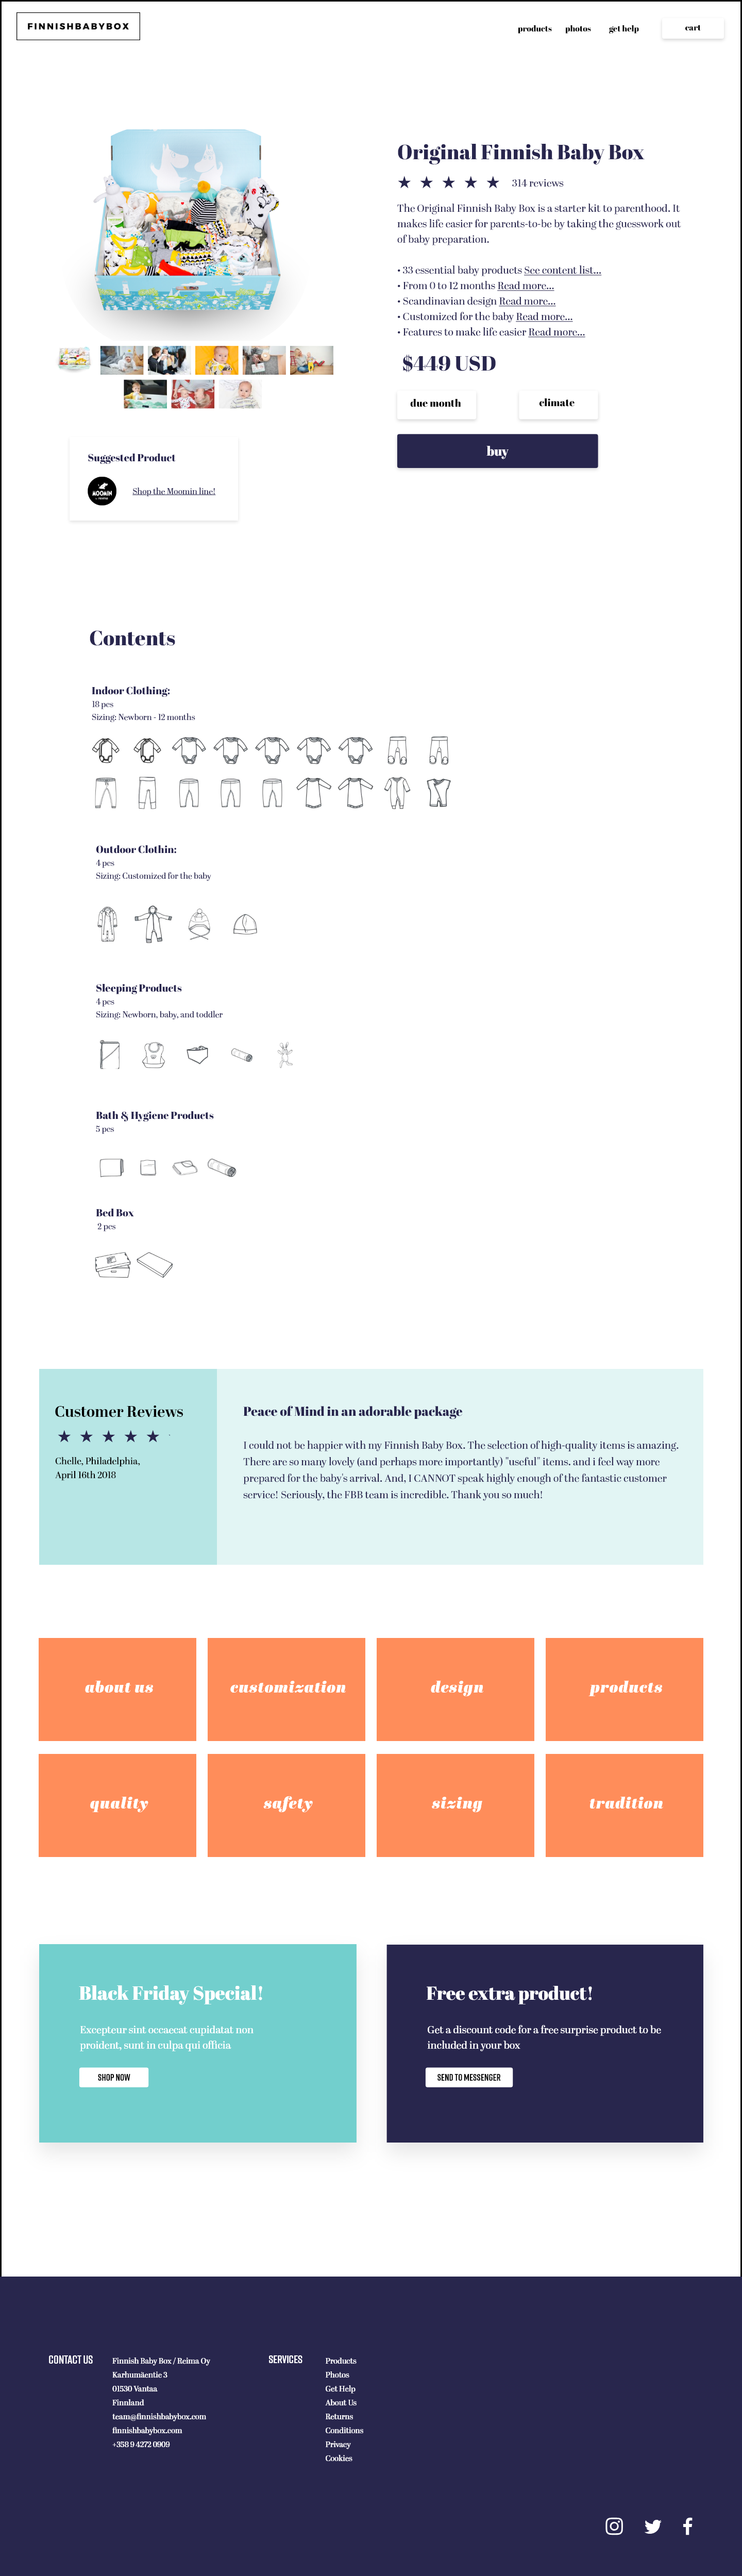 FINNISHBABYBOX
products photos get help cart
Original Finnish Baby Box
314 reviews
The Original Finnish Baby Box is a starter kit to parenthood. It
makes life easier for parents-to-be by taking the guesswork out
of baby preparation.
• 33 essential baby products See content list...
• From 0 to 12 months Read more...
• Scandinavian design Read more...
• Customized for the baby Read more...
• Features to make life easier Read more...
$449 USD
due month climate
buy
Suggested Product
MOOMIN
Shop the Moomin line!
Contents
Indoor Clothing:
18 pcs
Sizing: Newborn - 12 months
Outdoor Clothin:
4 pcs
Sizing: Customized for the baby
Sleeping Products
4 pcs
Sizing: Newborn, baby, and toddler
Bath & Hygiene Products
5 pcs
Bed Box
2 pcs
Customer Reviews
Chelle, Philadelphia,
April 16th 2018
Peace of Mind in an adorable package
I could not be happier with my Finnish Baby Box. The selection of high-quality items is amazing.
There are so many lovely (and perhaps more importantly) "useful" items. and i feel way more
prepared for the baby's arrival. And, I CANNOT speak highly enough of the fantastic customer
service! Seriously, the FBB team is incredible. Thank you so much!
about us customization design products
quality safety sizing tradition
Black Friday Special!
Excepteur sint occaecat cupidatat non
proident, sunt in culpa qui officia
SHOP NOW
Free extra product!
Get a discount code for a free surprise product to be
included in your box
SEND TO MESSENGER
CONTACT US
Finnish Baby Box / Reima Oy
Karhumäentie 3
01530 Vantaa
Finnland
team@finnishbabybox.com
finnishbabybox.com
+358 9 4272 0909
SERVICES
Products
Photos
Get Help
About Us
Returns
Conditions
Privacy
Cookies